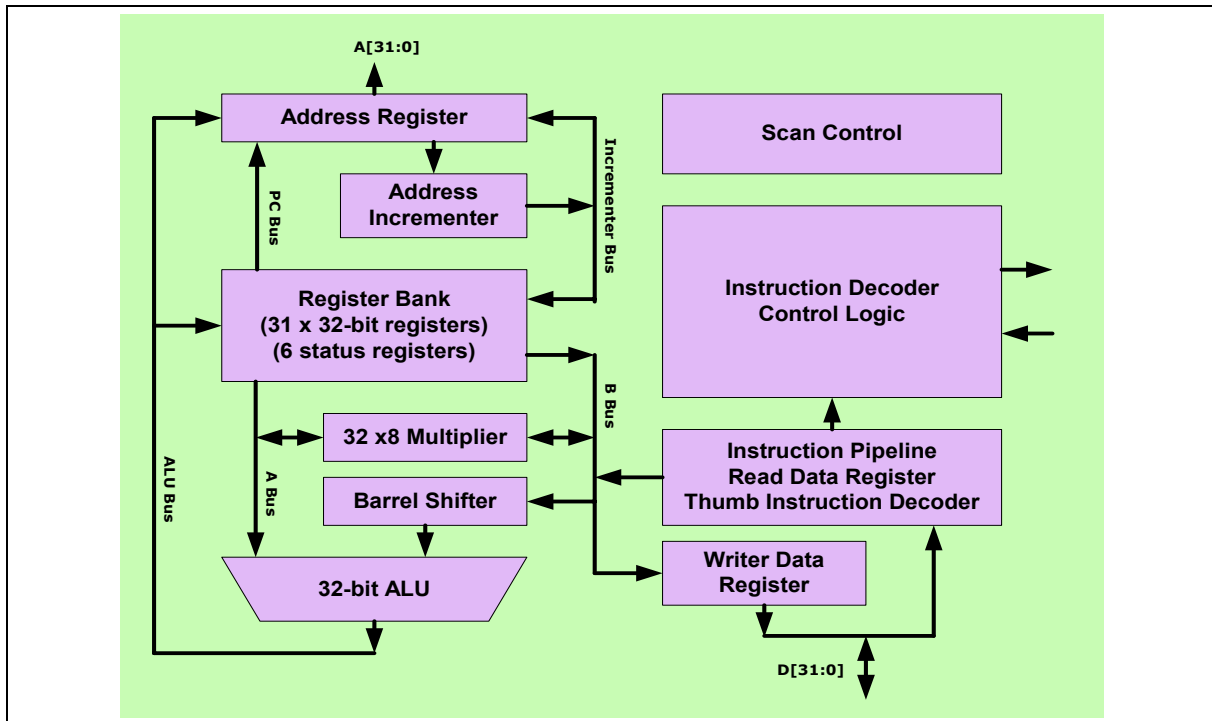 A[31:0]
Address Register
Scan Control
Incrementer Bus
PC Bus
Address
Incrementer
Register Bank
(31 x 32-bit registers)
(6 status registers)
Instruction Decoder
Control Logic
B Bus
32 x8 Multiplier
ALU Bus
A Bus
Barrel Shifter
Instruction Pipeline
Read Data Register
Thumb Instruction Decoder
32-bit ALU
Writer Data
Register
D[31:0]